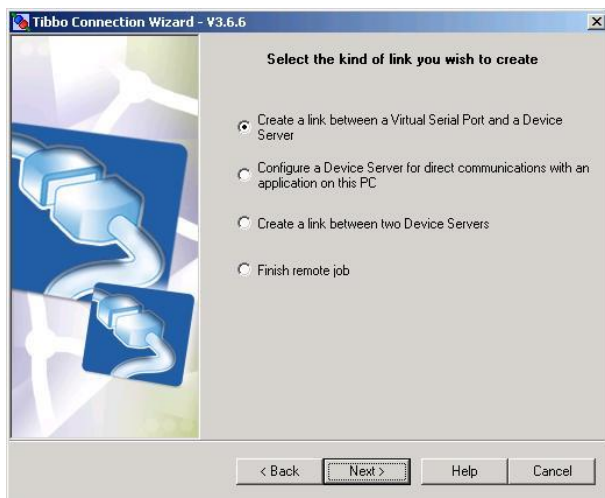 Tibbo Connection Wizard - V3.6.6
Select the kind of link you wish to create
Create a link between a Virtual Serial Port and a Device
Server
Configure a Device Server for direct communications with an
application on this PC
Create a link between two Device Servers
Finish remote job
< Back
Next >
Help
Cancel